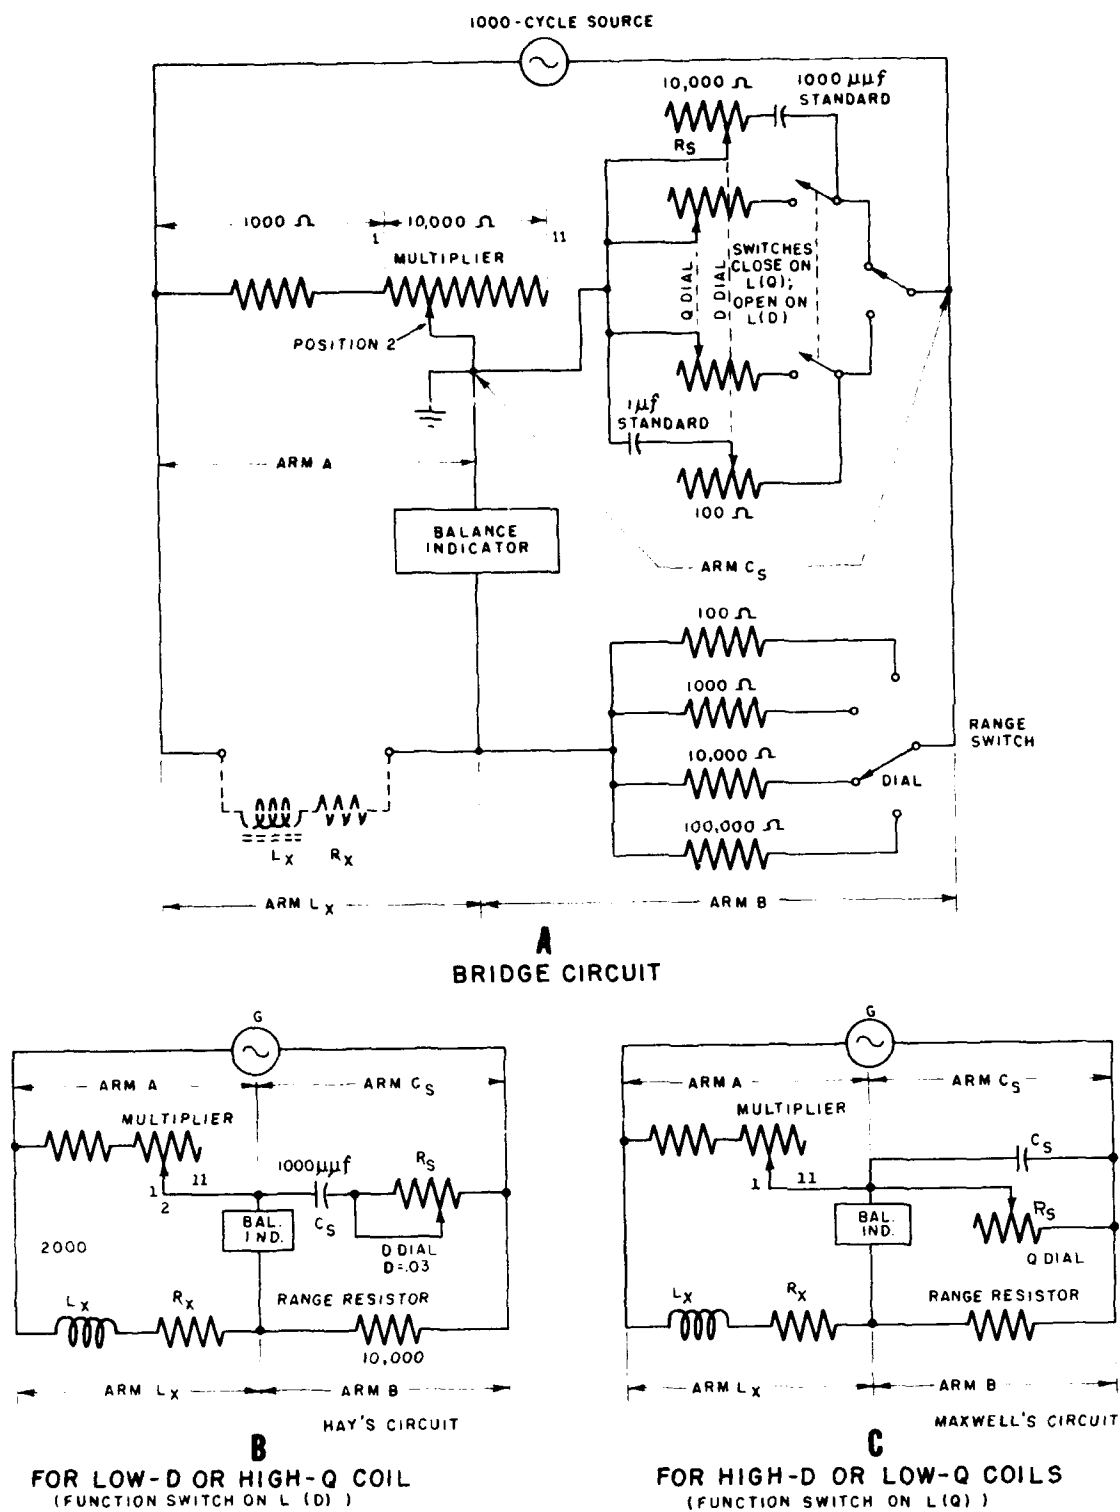 1000-CYCLE SOURCE
10,000 Ω
1000 μμf
STANDARD
RS
1000 Ω
10,000 Ω
1
11
MULTIPLIER
POSITION 2
Q DIAL
D DIAL
SWITCHES
CLOSE ON
L(Q);
OPEN ON
L(D)
1μf
STANDARD
100 Ω
ARM A
BALANCE
INDICATOR
ARM CS
100 Ω
1000 Ω
10,000 Ω
100,000 Ω
RANGE
SWITCH
DIAL
LX
RX
ARM LX
ARM B
A
BRIDGE CIRCUIT
G
ARM A
ARM CS
MULTIPLIER
1
2
11
1000μμf
CS
RS
BAL.
IND.
D DIAL
D=.03
2000
LX
RX
RANGE RESISTOR
10,000
ARM LX
ARM B
HAY'S CIRCUIT
B
FOR LOW-D OR HIGH-Q COIL
(FUNCTION SWITCH ON L (D) )
G
ARM A
ARM CS
MULTIPLIER
1
11
CS
BAL.
IND.
RS
Q DIAL
LX
RX
RANGE RESISTOR
ARM LX
ARM B
MAXWELL'S CIRCUIT
C
FOR HIGH-D OR LOW-Q COILS
(FUNCTION SWITCH ON L(Q) )